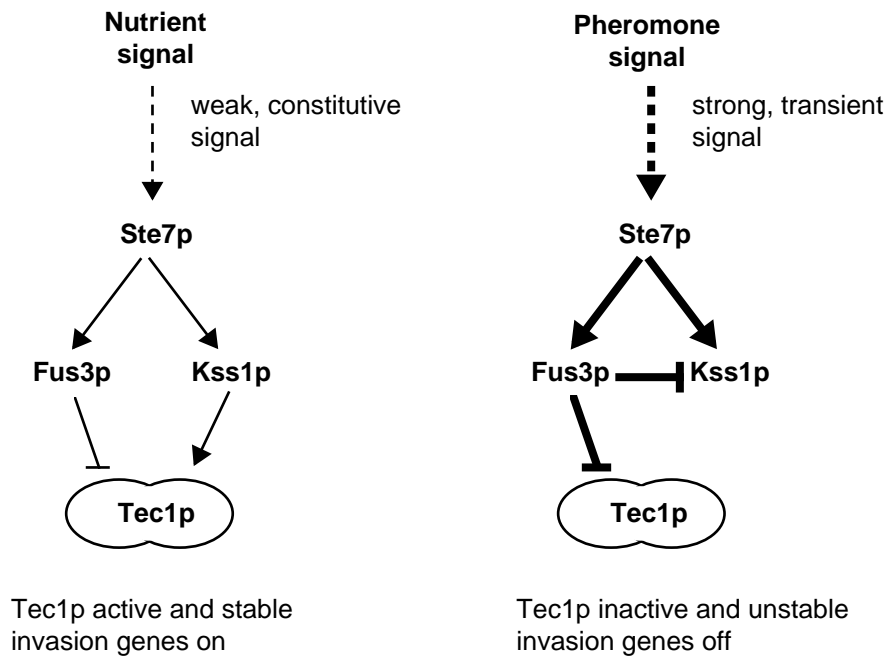 Nutrient
signal
weak, constitutive
signal
Ste7p
Fus3p
Kss1p
Tec1p
Tec1p active and stable
invasion genes on
Pheromone
signal
strong, transient
signal
Ste7p
Fus3p
Kss1p
Tec1p
Tec1p inactive and unstable
invasion genes off